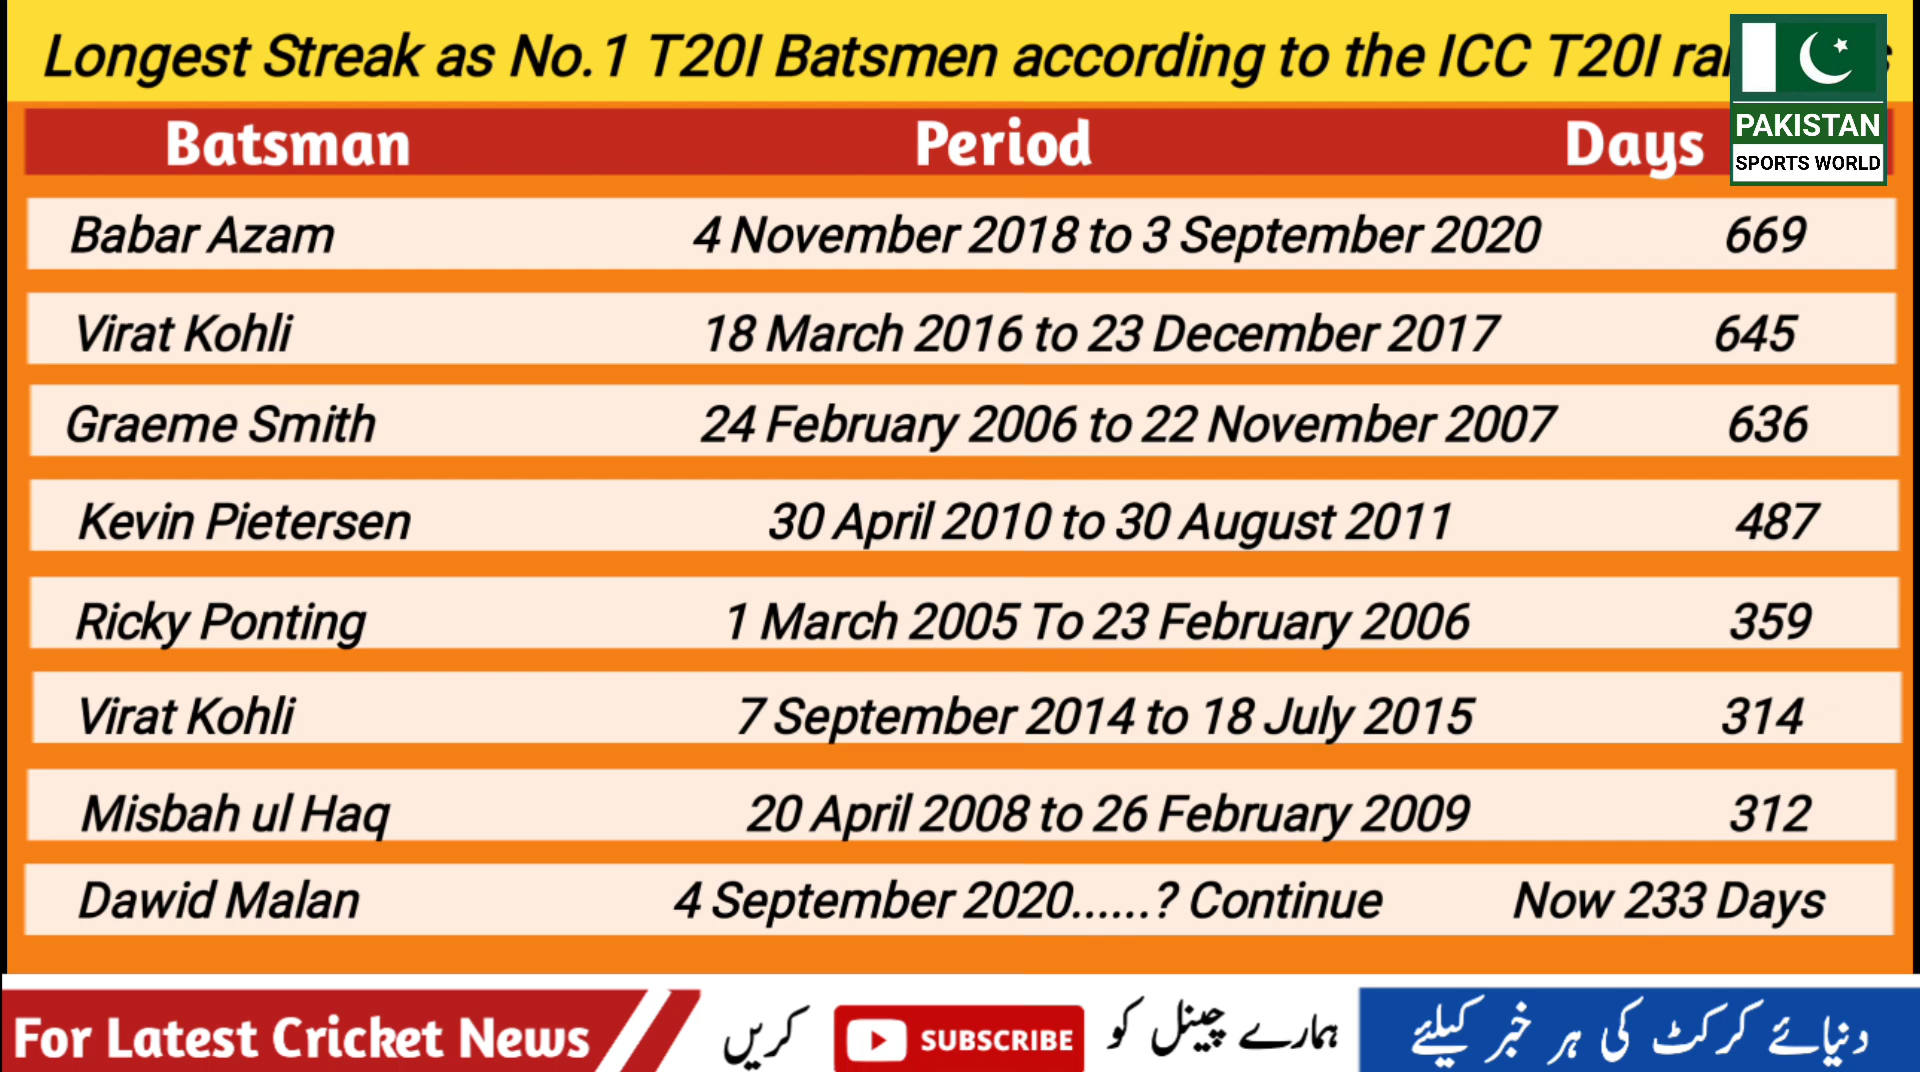 Longest Streak as No.1 T20I Batsmen according to the ICC T20I
PAKISTAN
SPORTS WORLD
Batsman Period Days
Babar Azam 4 November 2018 to 3 September 2020 669
Virat Kohli 18 March 2016 to 23 December 2017 645
Graeme Smith 24 February 2006 to 22 November 2007 636
Kevin Pietersen 30 April 2010 to 30 August 2011 487
Ricky Ponting 1 March 2005 To 23 February 2006 359
Virat Kohli 7 September 2014 to 18 July 2015 314
Misbah ul Haq 20 April 2008 to 26 February 2009 312
Dawid Malan 4 September 2020......? Continue Now 233 Days
For Latest Cricket News
دنیائے کرکٹ کی ہر خبر کیلئے
ہمارے چینل کو SUBSCRIBE کریں